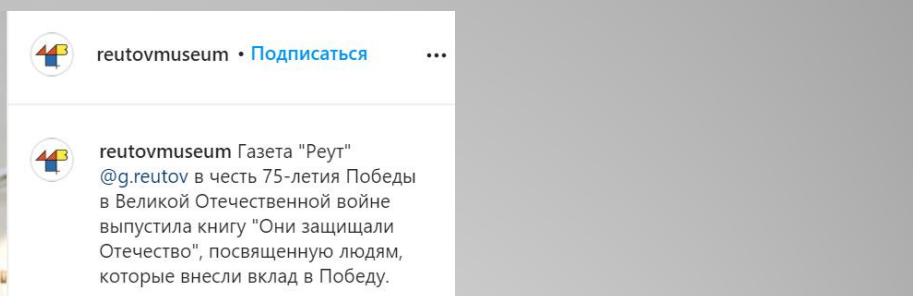 reutovmuseum • Подписаться
reutovmuseum Газета "Реут"
@g.reutov в честь 75-летия Победы
в Великой Отечественной войне
выпустила книгу "Они защищали
Отечество", посвященную людям,
которые внесли вклад в Победу.